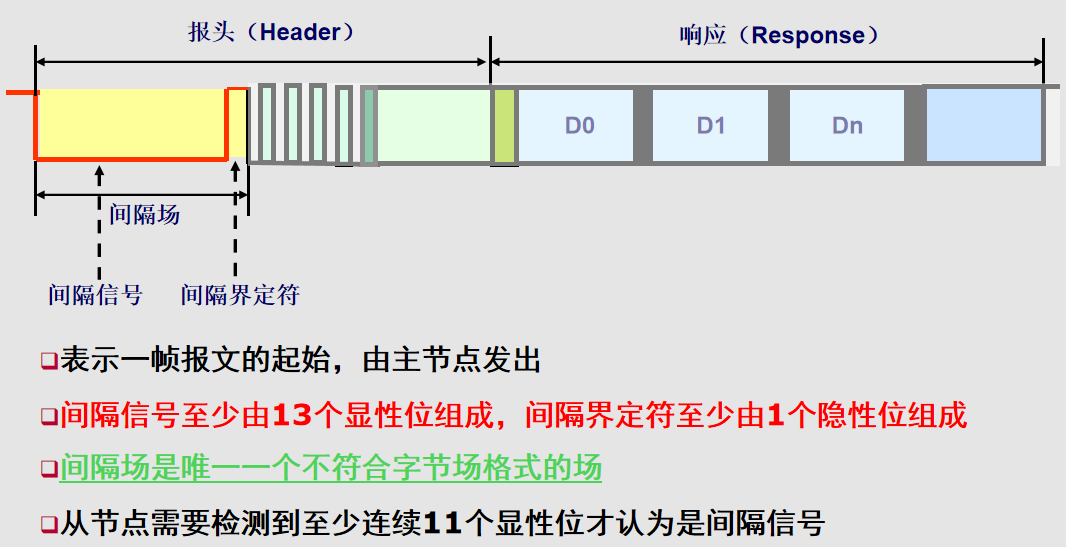 报头（Header） 响应（Response）
D0 D1 Dn
间隔场
间隔信号 间隔界定符
❑表示一帧报文的起始，由主节点发出
❑间隔信号至少由13个显性位组成，间隔界定符至少由1个隐性位组成
❑间隔场是唯一一个不符合字节场格式的场
❑从节点需要检测到至少连续11个显性位才认为是间隔信号